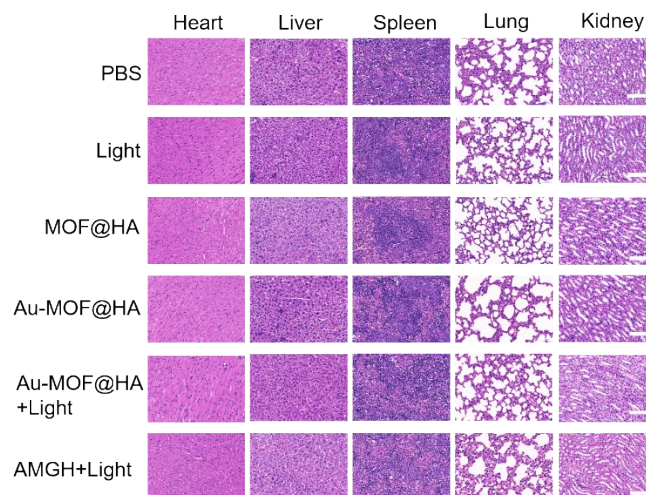 Heart Liver Spleen Lung Kidney
PBS
Light
MOF@HA
Au-MOF@HA
Au-MOF@HA
+Light
AMGH+Light